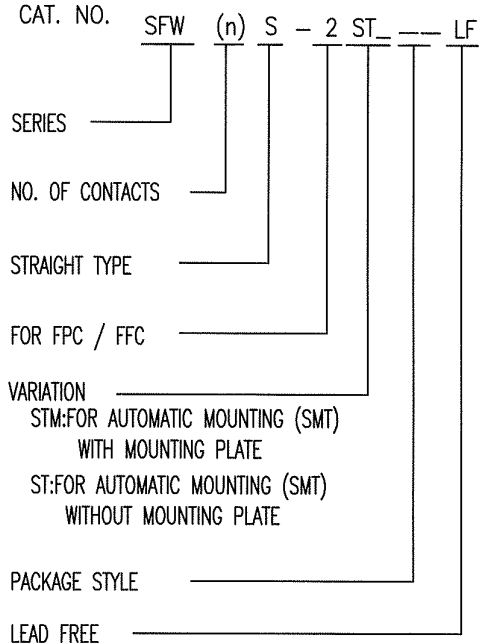 CAT. NO. SFW (n) S - 2 ST_ -- LF
SERIES
NO. OF CONTACTS
STRAIGHT TYPE
FOR FPC / FFC
VARIATION
STM:FOR AUTOMATIC MOUNTING (SMT)
WITH MOUNTING PLATE
ST:FOR AUTOMATIC MOUNTING (SMT)
WITHOUT MOUNTING PLATE
PACKAGE STYLE
LEAD FREE